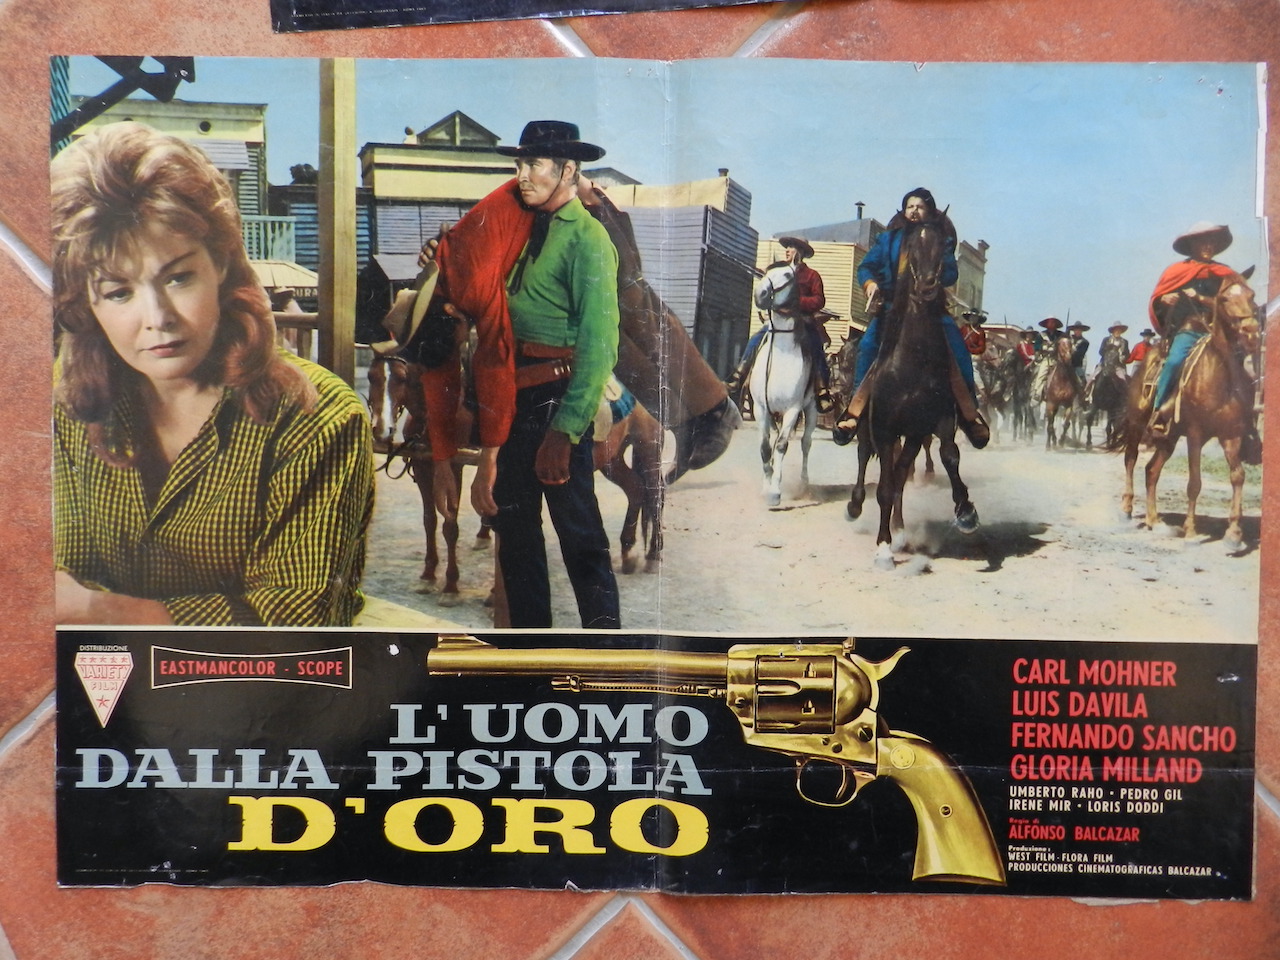 DISTRIBUZIONE
VARIETY
FILM
EASTMANCOLOR - SCOPE
L'UOMO
DALLA PISTOLA
D'ORO
CARL MOHNER
LUIS DAVILA
FERNANDO SANCHO
GLORIA MILLAND
UMBERTO RAHO · PEDRO GIL
IRENE MIR · LORIS DODDI
Regia di
ALFONSO BALCAZAR
Produzione:
WEST FILM - FLORA FILM
PRODUCCIONES CINEMATOGRAFICAS BALCAZAR